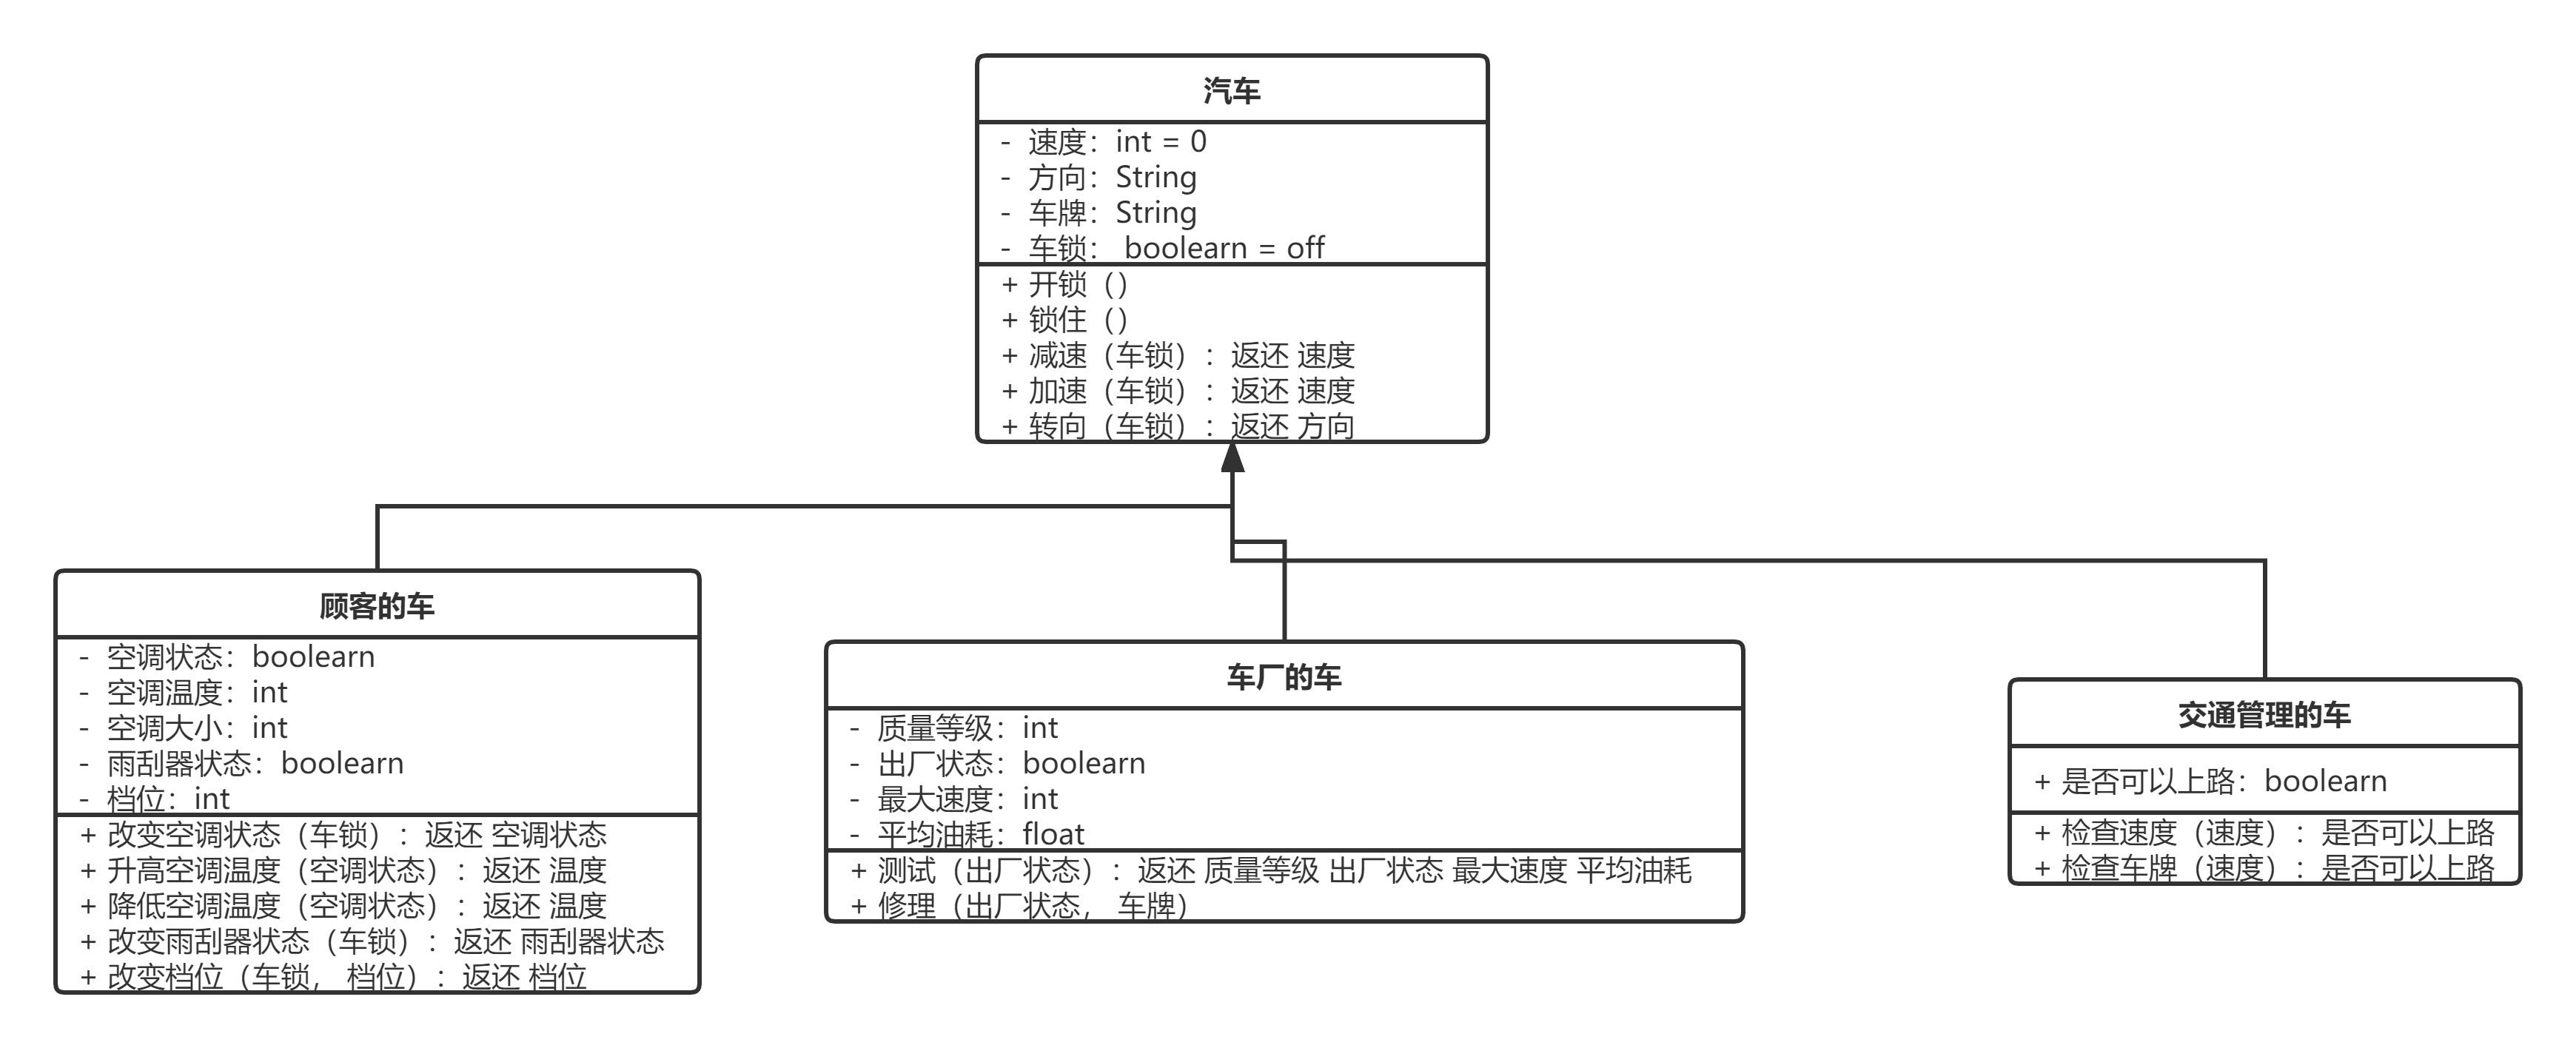 汽车
- 速度：int = 0
- 方向：String
- 车牌：String
- 车锁： boolearn = off
+ 开锁（）
+ 锁住（）
+ 减速（车锁）：返还 速度
+ 加速（车锁）：返还 速度
+ 转向（车锁）：返还 方向
顾客的车
- 空调状态：boolearn
- 空调温度：int
- 空调大小：int
- 雨刮器状态：boolearn
- 档位：int
+ 改变空调状态（车锁）：返还 空调状态
+ 升高空调温度（空调状态）：返还 温度
+ 降低空调温度（空调状态）：返还 温度
+ 改变雨刮器状态（车锁）：返还 雨刮器状态
+ 改变档位（车锁， 档位）：返还 档位
车厂的车
- 质量等级：int
- 出厂状态：boolearn
- 最大速度：int
- 平均油耗：float
+ 测试（出厂状态）：返还 质量等级 出厂状态 最大速度 平均油耗
+ 修理（出厂状态， 车牌）
交通管理的车
+ 是否可以上路：boolearn
+ 检查速度（速度）：是否可以上路
+ 检查车牌（速度）：是否可以上路